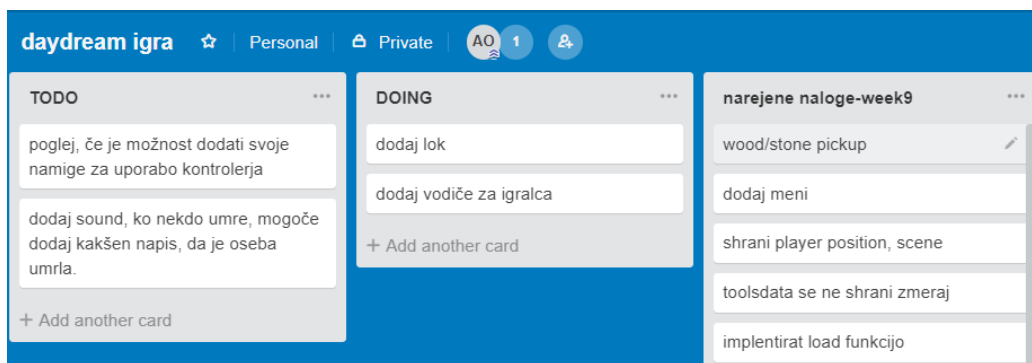 daydream igra Personal Private AO 1
TODO
poglej, če je možnost dodati svoje
namige za uporabo kontrolerja
dodaj sound, ko nekdo umre, mogoče
dodaj kakšen napis, da je oseba
umrla.
+ Add another card
DOING
dodaj lok
dodaj vodiče za igralca
+ Add another card
narejene naloge-week9
wood/stone pickup
dodaj meni
shrani player position, scene
toolsdata se ne shrani zmeraj
implentirat load funkcijo